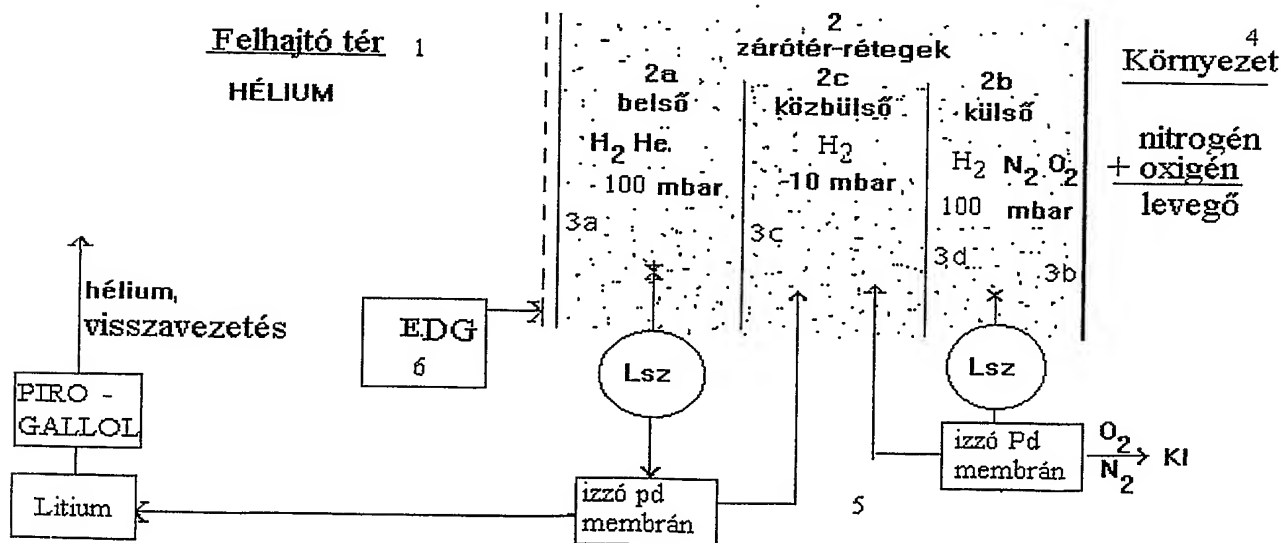 Felhajtó tér 1
HÉLIUM
2
zárótér-rétegek
2a
belső
H₂ He.
100 mbar
3a
2c
közbülső
H₂
10 mbar
3c
2b
külső
H₂ N₂ O₂
100 mbar
3d
3b
4
Környezet
nitrogén
+ oxigén
levegő
hélium,
visszavezetés
EDG
6
Lsz
Lsz
PIRO -
GALLOL
Litium
izzó pd
membrán
5
izzó Pd
membrán
O₂
N₂
KI